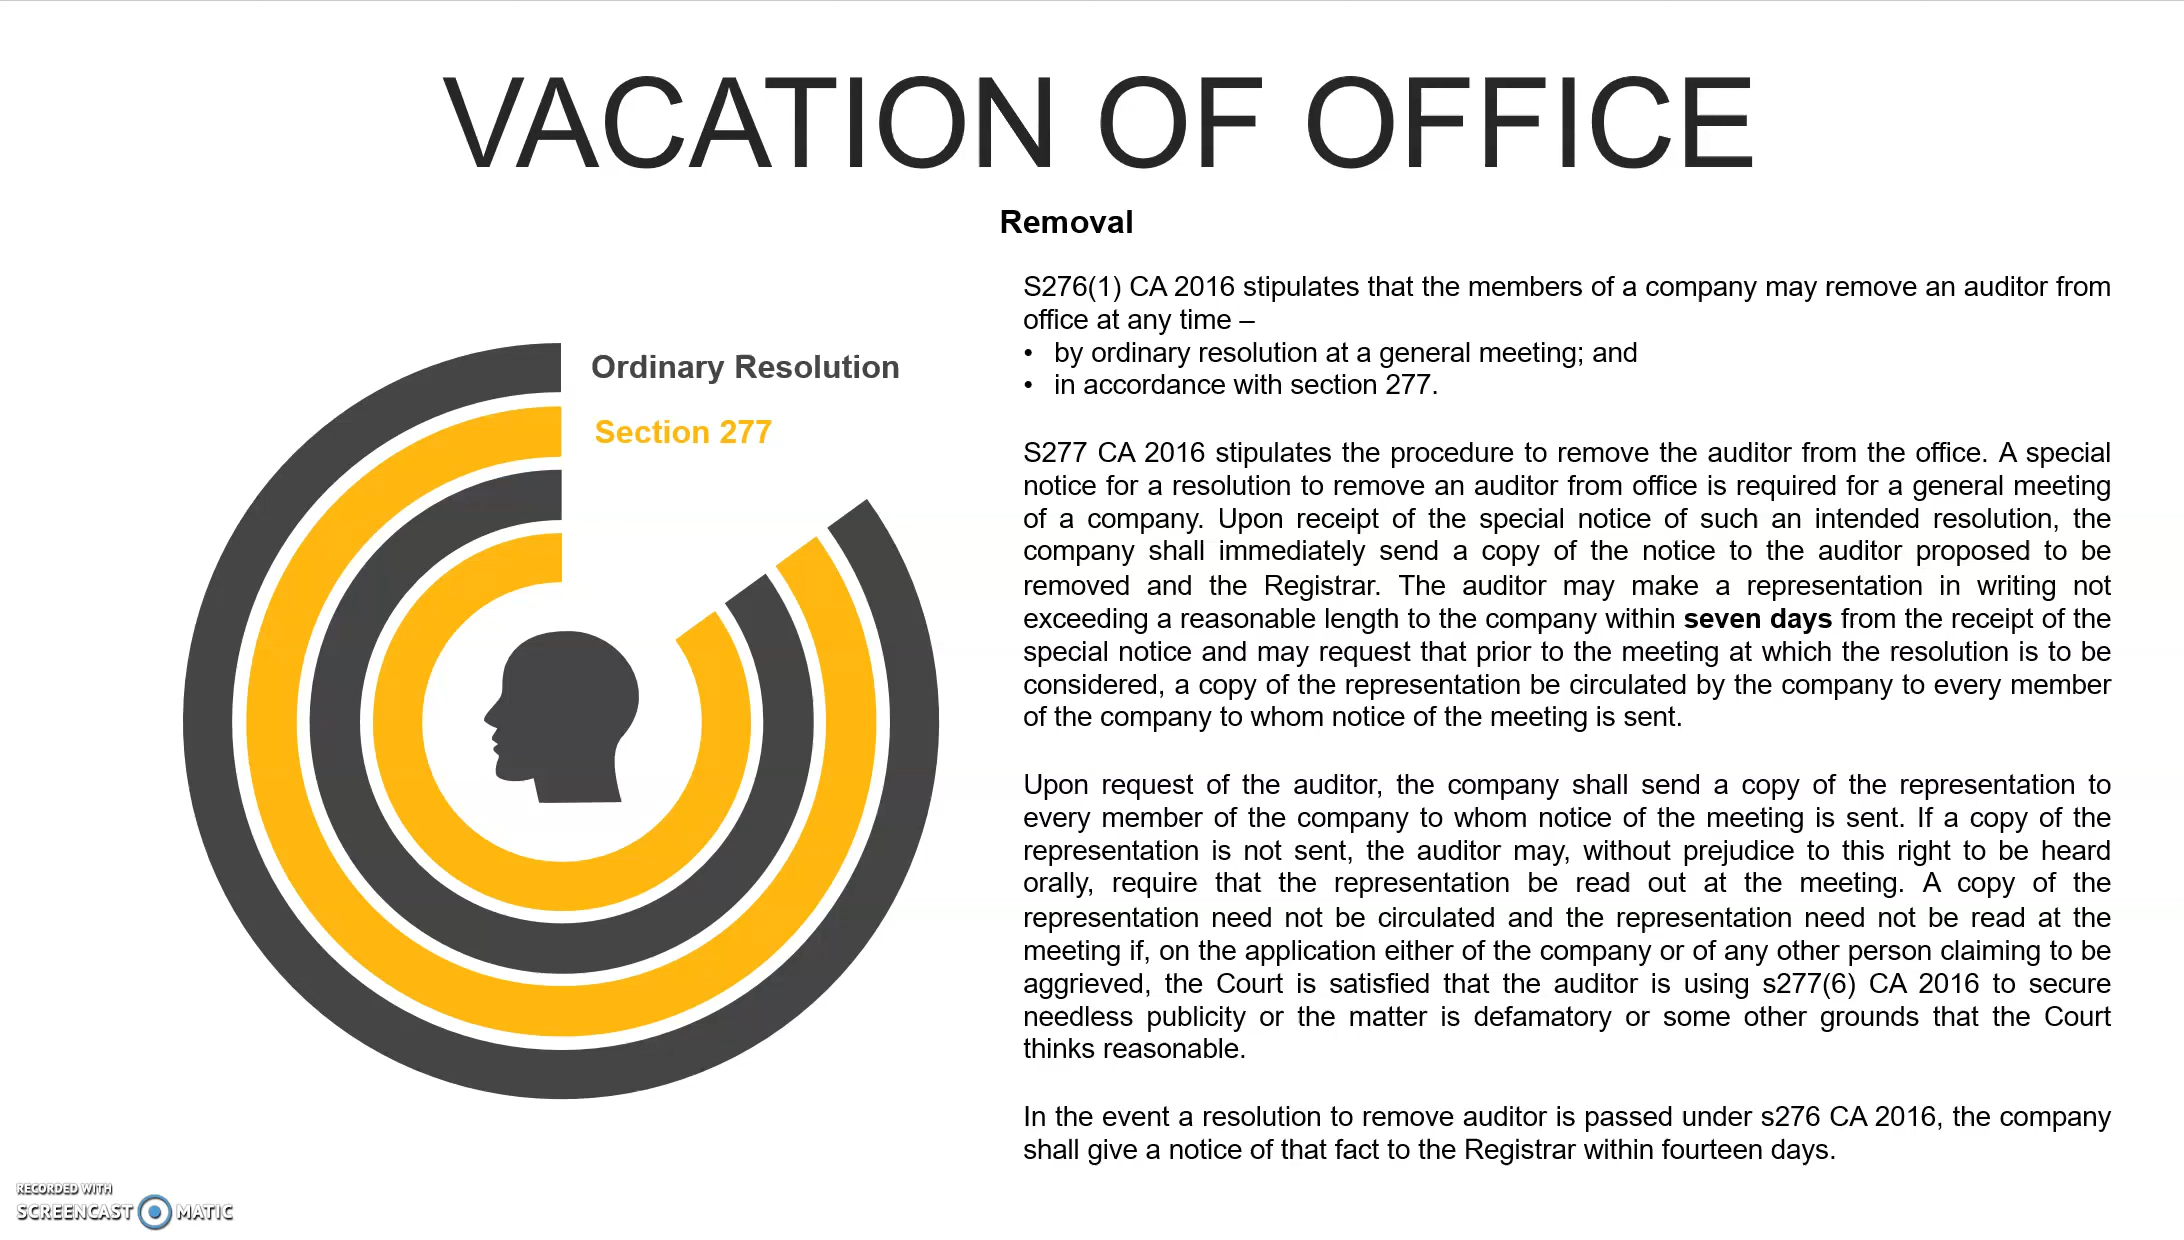 VACATION OF OFFICE
Removal
S276(1) CA 2016 stipulates that the members of a company may remove an auditor from
office at any time –
• by ordinary resolution at a general meeting; and
• in accordance with section 277.
Ordinary Resolution
Section 277
S277 CA 2016 stipulates the procedure to remove the auditor from the office. A special
notice for a resolution to remove an auditor from office is required for a general meeting
of a company. Upon receipt of the special notice of such an intended resolution, the
company shall immediately send a copy of the notice to the auditor proposed to be
removed and the Registrar. The auditor may make a representation in writing not
exceeding a reasonable length to the company within seven days from the receipt of the
special notice and may request that prior to the meeting at which the resolution is to be
considered, a copy of the representation be circulated by the company to every member
of the company to whom notice of the meeting is sent.
Upon request of the auditor, the company shall send a copy of the representation to
every member of the company to whom notice of the meeting is sent. If a copy of the
representation is not sent, the auditor may, without prejudice to this right to be heard
orally, require that the representation be read out at the meeting. A copy of the
representation need not be circulated and the representation need not be read at the
meeting if, on the application either of the company or of any other person claiming to be
aggrieved, the Court is satisfied that the auditor is using s277(6) CA 2016 to secure
needless publicity or the matter is defamatory or some other grounds that the Court
thinks reasonable.
In the event a resolution to remove auditor is passed under s276 CA 2016, the company
shall give a notice of that fact to the Registrar within fourteen days.
RECORDED WITH
SCREENCAST MATIC